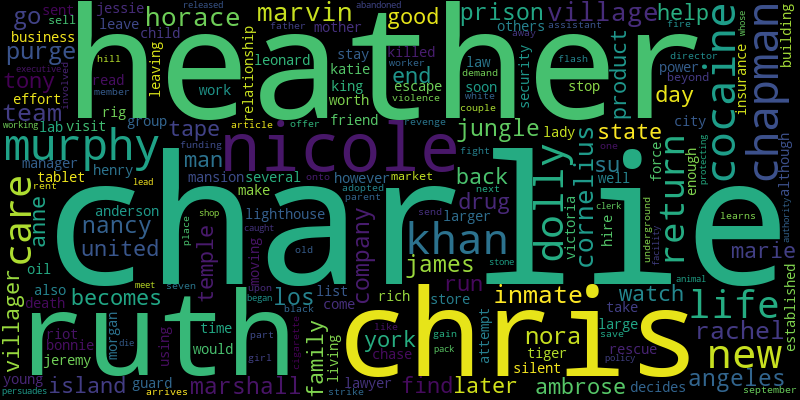 jessie sent go marvin good prison village help others building whose
sell leave horace heather fire assistant
business child father mother cocaine chapman
purge hill read relationship leonard stay killed end law soon product security flash director power beyond away
tony katie escape violence worker demand white couple stop day insurance
executive involved member leaving work king worth team effort rig friend
working lab visit group tape article offer revenge jungle lady state city one
murphy nicole fight force enough protecting
manager henry man funding several however market onto back dolly cornelius su well return although
tablet mansion adopted parent next drug
care rent lead anne anderson make lighthouse send larger victoria hire clerk underground facility
nancy shop caught khan
united place temple charlie company old stone marie authority
oil moving james learns animal
villager also becomes meet seven icon los list rich run inmate watch life established
death morgan die began black come store take
riot time using part family living like gain york attempt nora large rachel
bonnie ruth would girl cigarette pack chris chase tiger rescue save policy new
jeremy silent
young island guard marshall lawyer find later ambrose decides angeles
persuades arrives strike released abandoned september